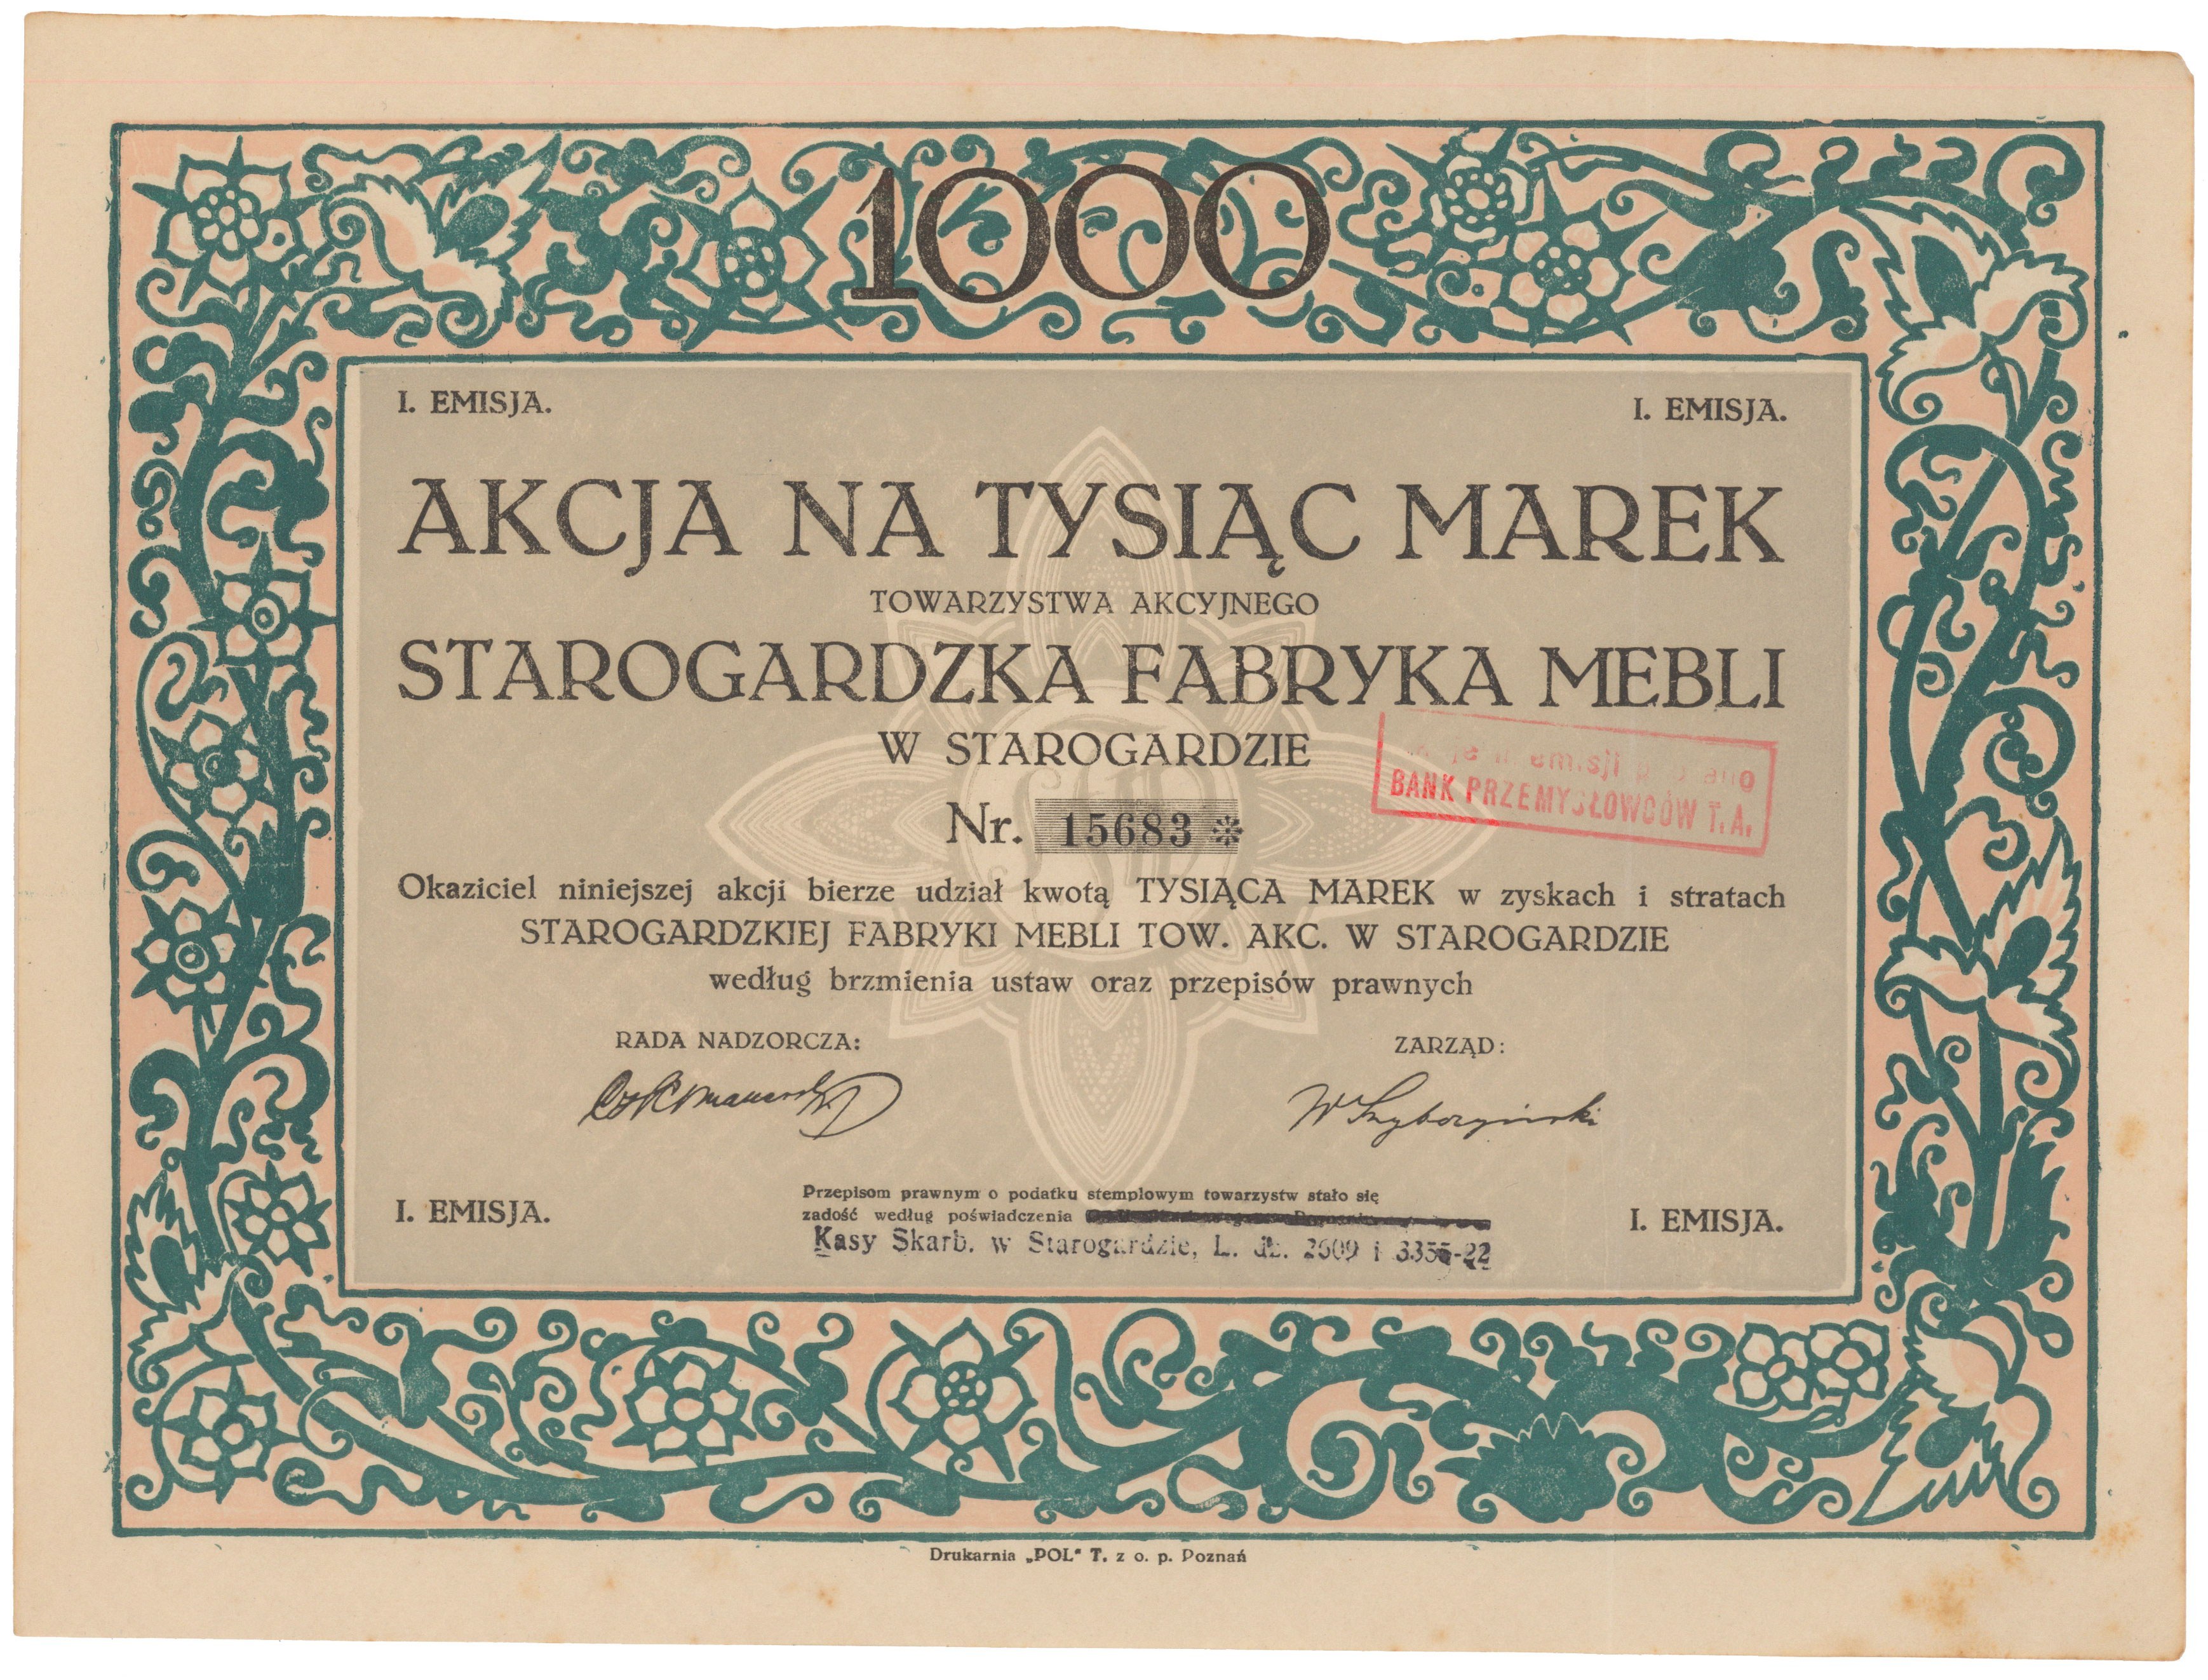 1000
I. EMISJA.
I. EMISJA.
AKCJA NA TYSIĄC MAREK
TOWARZYSTWA AKCYJNEGO
STAROGARDZKA FABRYKA MEBLI
W STAROGARDZIE
emisji
BANK PRZEMYSŁOWCÓW T.A.
Nr. 15683 *
Okaziciel niniejszej akcji bierze udział kwotą TYSIĄCA MAREK w zyskach i stratach
STAROGARDZKIEJ FABRYKI MEBLI TOW. AKC. W STAROGARDZIE
według brzmienia ustaw oraz przepisów prawnych
RADA NADZORCZA:
ZARZĄD:
I. EMISJA.
Przepisom prawnym o podatku stemplowym towarzystw stało się
zadość według poświadczenia
Kasy Skarb. w Starogardzie, L. dz. 2609 i
I. EMISJA.
Drukarnia „POL“ T. z o. p. Poznań